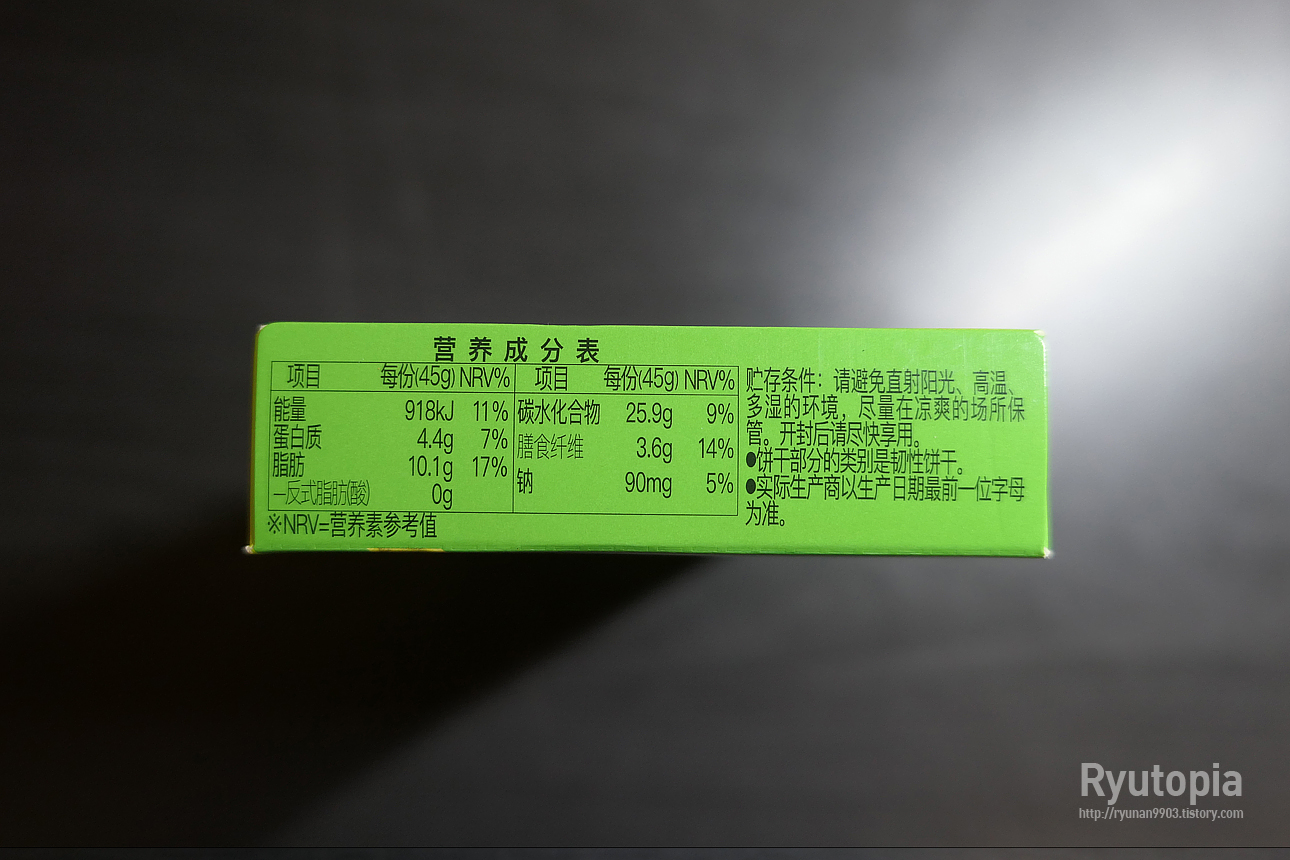 营养成分表
项目 每份(45g) NRV% 项目 每份(45g) NRV%
能量 918kJ 11% 碳水化合物 25.9g 9%
蛋白质 4.4g 7% 膳食纤维 3.6g 14%
脂肪 10.1g 17% 钠 90mg 5%
—反式脂肪(酸) 0g
※NRV=营养素参考值
贮存条件：请避免直射阳光、高温、
多湿的环境，尽量在凉爽的场所保
管。开封后请尽快享用。
●饼干部分的类别是韧性饼干。
●实际生产商以生产日期最前一位字母
为准。
Ryutopia
http://ryunan9903.tistory.com